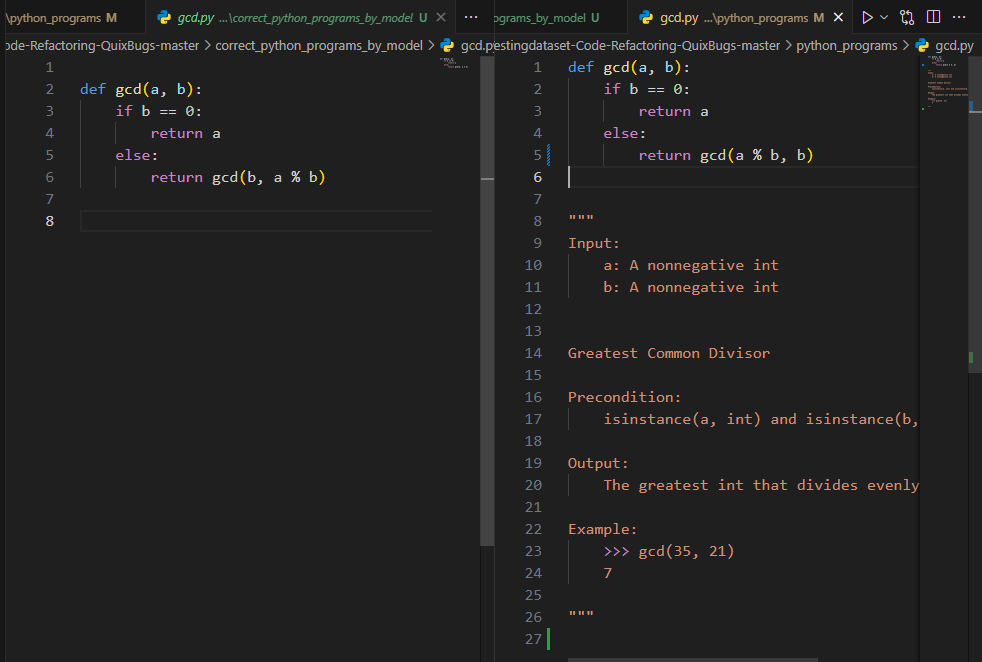 \python_programs M
gcd.py ...\correct_python_programs_by_model U
ode-Refactoring-QuixBugs-master > correct_python_programs_by_model > gcd.py
1
2 def gcd(a, b):
3 if b == 0:
4 return a
5 else:
6 return gcd(b, a % b)
7
8
ograms_by_model U
gcd.py ...\python_programs M
estingdataset-Code-Refactoring-QuixBugs-master > python_programs > gcd.py
1 def gcd(a, b):
2 if b == 0:
3 return a
4 else:
5 return gcd(a % b, b)
6
7
8 """
9 Input:
10 a: A nonnegative int
11 b: A nonnegative int
12
13
14 Greatest Common Divisor
15
16 Precondition:
17 isinstance(a, int) and isinstance(b,
18
19 Output:
20 The greatest int that divides evenly
21
22 Example:
23 >>> gcd(35, 21)
24 7
25
26 """
27